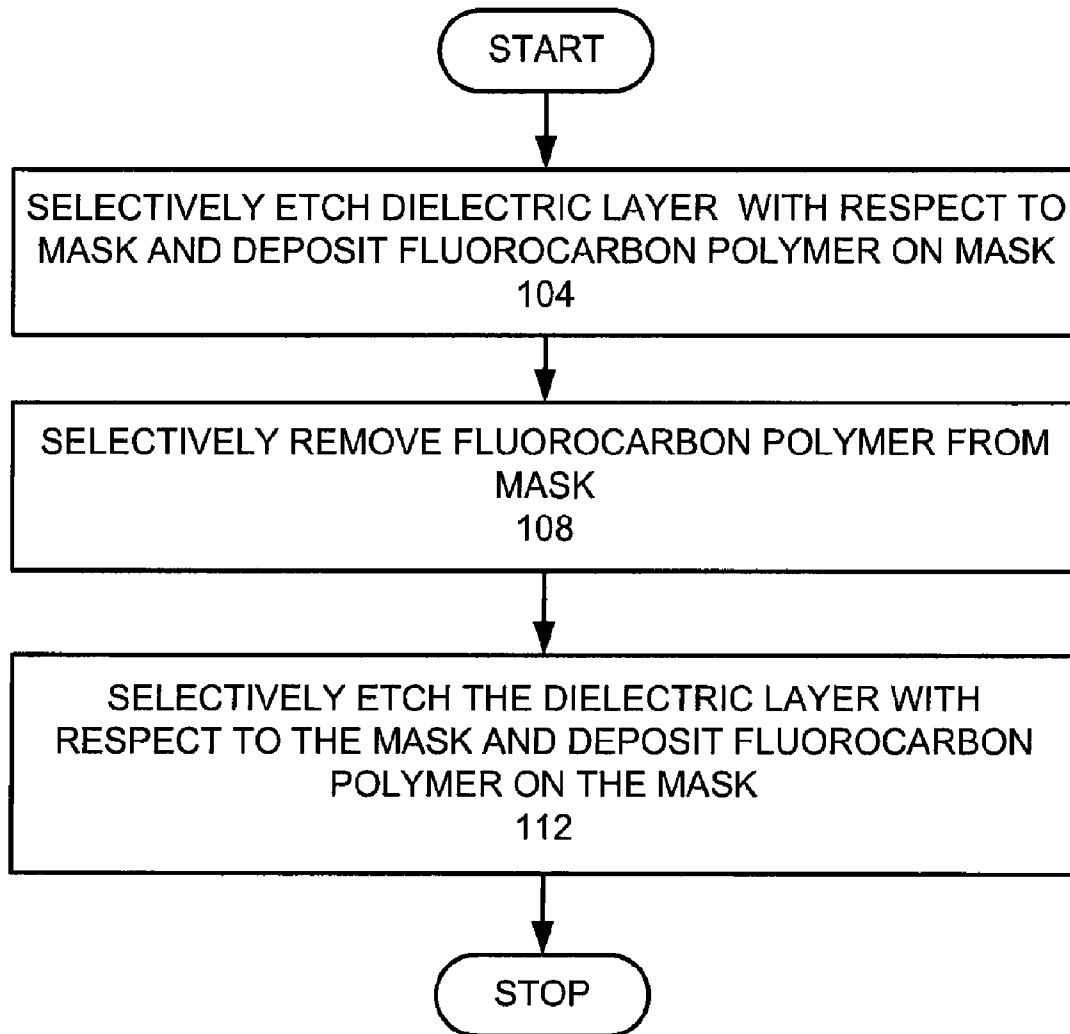 START
SELECTIVELY ETCH DIELECTRIC LAYER WITH RESPECT TO
MASK AND DEPOSIT FLUOROCARBON POLYMER ON MASK
104
SELECTIVELY REMOVE FLUOROCARBON POLYMER FROM
MASK
108
SELECTIVELY ETCH THE DIELECTRIC LAYER WITH
RESPECT TO THE MASK AND DEPOSIT FLUOROCARBON
POLYMER ON THE MASK
112
STOP